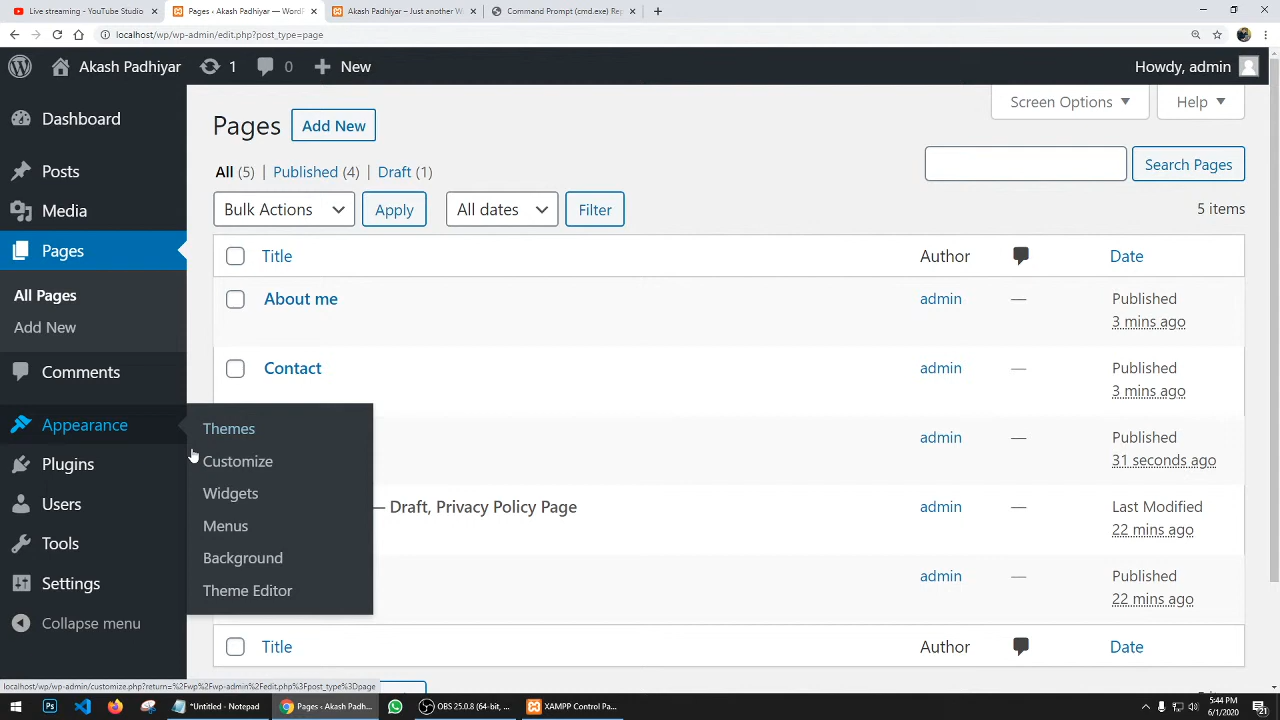 Live streaming - YouTube Studio
Pages ‹ Akash Padhiyar — WordP
Akash Padhiyar – Just another W
Command Prompt (cmd.exe) Rep
localhost/wp/wp-admin/edit.php?post_type=page
Akash Padhiyar
1
0
New
Howdy, admin
Dashboard
Posts
Media
Pages
All Pages
Add New
Comments
Appearance
Plugins
Users
Tools
Settings
Collapse menu
Themes
Customize
Widgets
Menus
Background
Theme Editor
Screen Options
Help
Pages
Add New
All (5) | Published (4) | Draft (1)
Search Pages
Bulk Actions
Apply
All dates
Filter
5 items
Title
Author
Date
About me
admin
—
Published
3 mins ago
Contact
admin
—
Published
3 mins ago
admin
—
Published
31 seconds ago
— Draft, Privacy Policy Page
admin
—
Last Modified
22 mins ago
admin
—
Published
22 mins ago
Title
Author
Date
localhost/wp/wp-admin/customize.php?return=%2Fwp%2Fwp-admin%2Fedit.php%3Fpost_type%3Dpage
*Untitled - Notepad
Pages ‹ Akash Padh...
OBS 25.0.8 (64-bit, ...
XAMPP Control Pa...
5:44 PM
6/1/2020
21